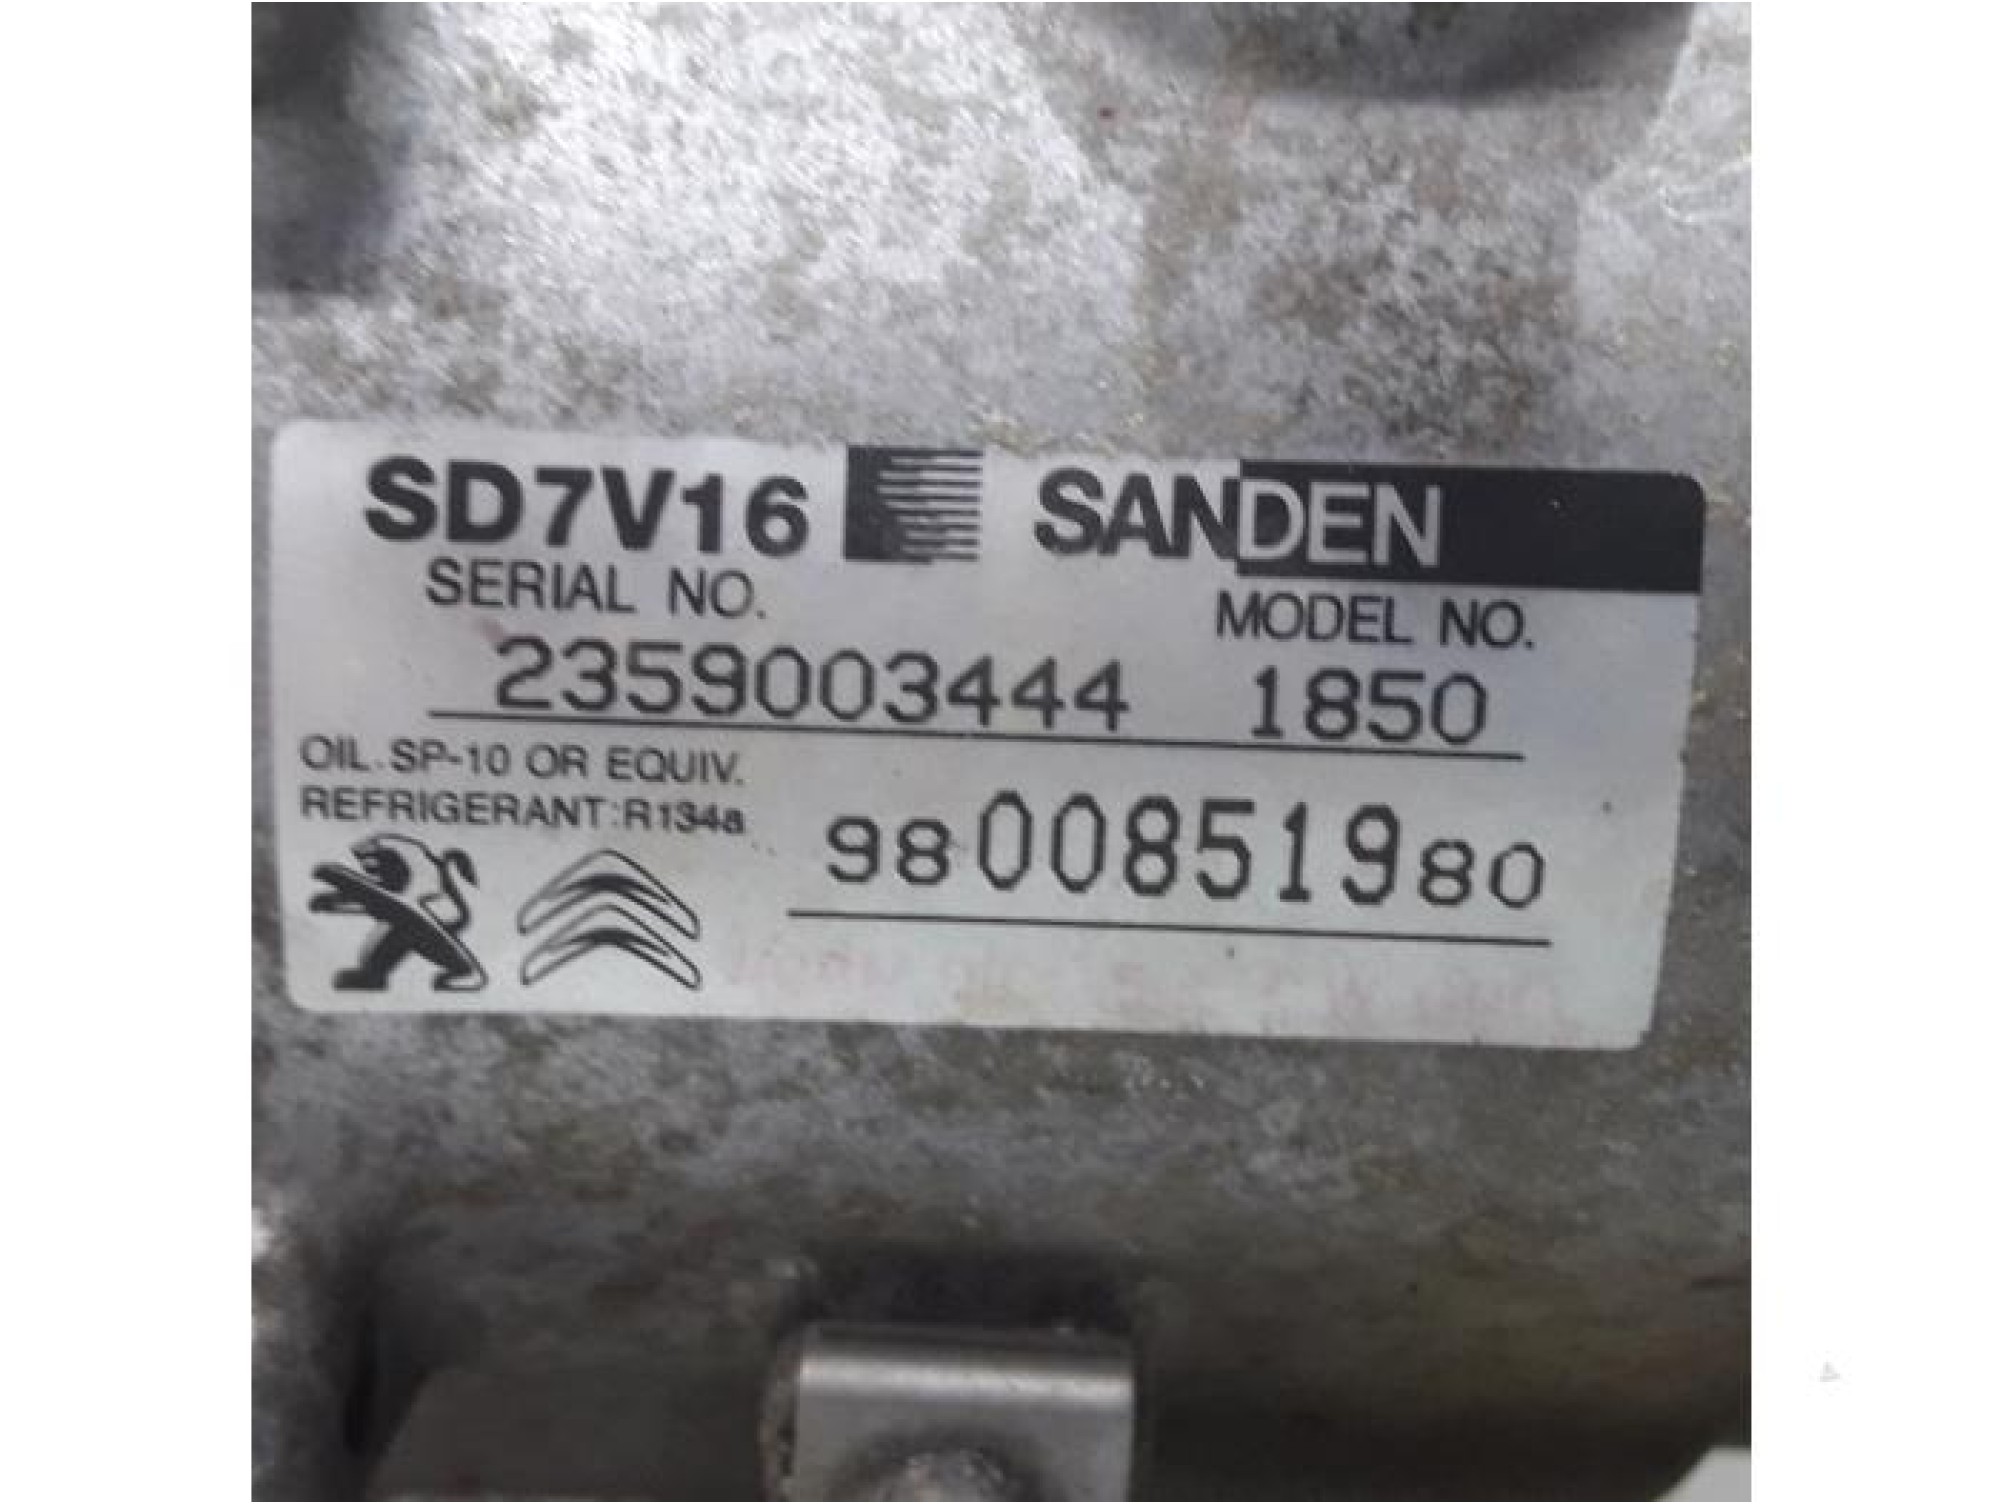 SD7V16 SANDEN
SERIAL NO. MODEL NO.
2359003444 1850
OIL. SP-10 OR EQUIV.
REFRIGERANT:R134a
9800851980